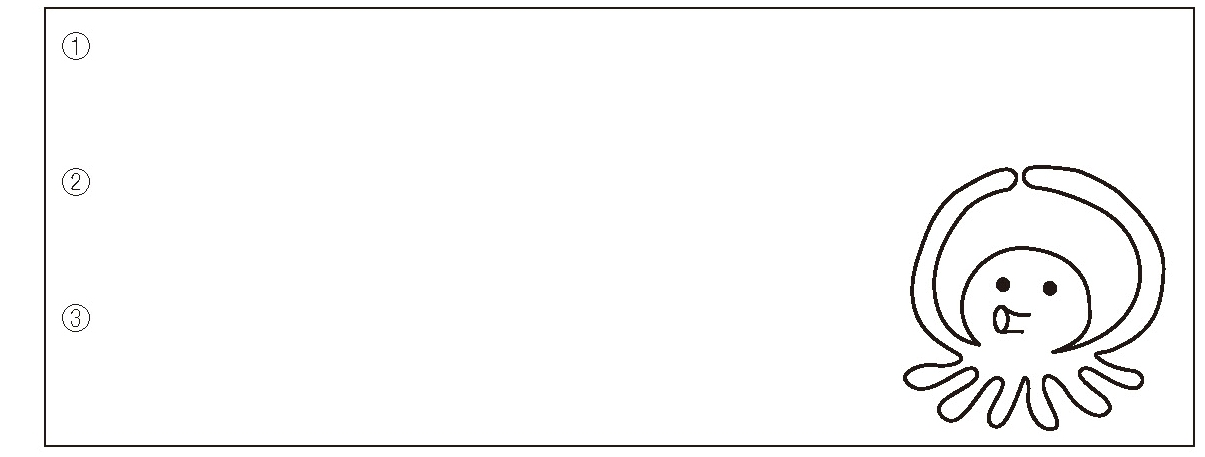 ①
②
③